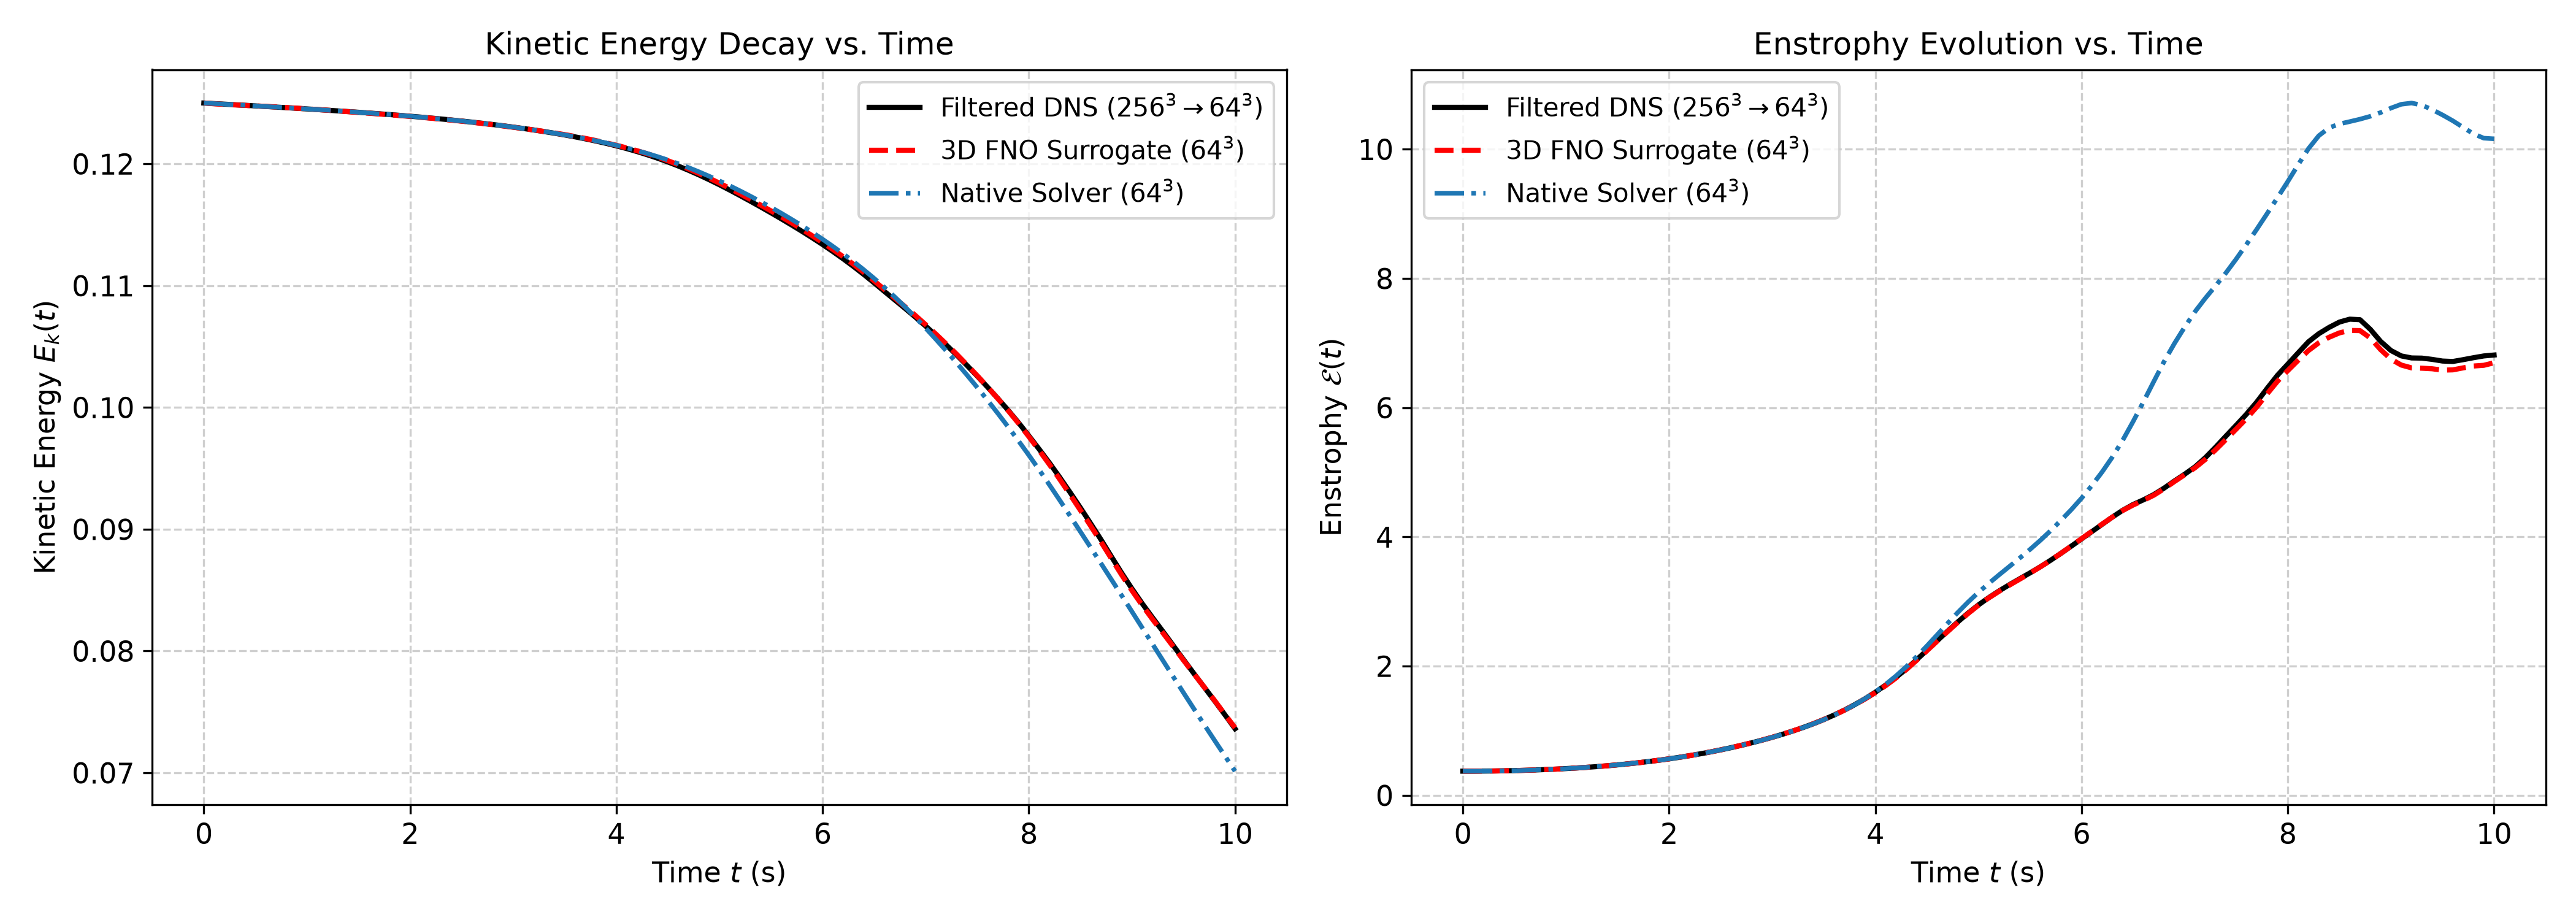 Kinetic Energy Decay vs. Time
Filtered DNS (256³→64³)
3D FNO Surrogate (64³)
Native Solver (64³)
Kinetic Energy Eₖ(t)
0.12
0.11
0.10
0.09
0.08
0.07
0 2 4 6 8 10
Time t (s)
Enstrophy Evolution vs. Time
Filtered DNS (256³→64³)
3D FNO Surrogate (64³)
Native Solver (64³)
Enstrophy ℰ(t)
10
8
6
4
2
0
0 2 4 6 8 10
Time t (s)